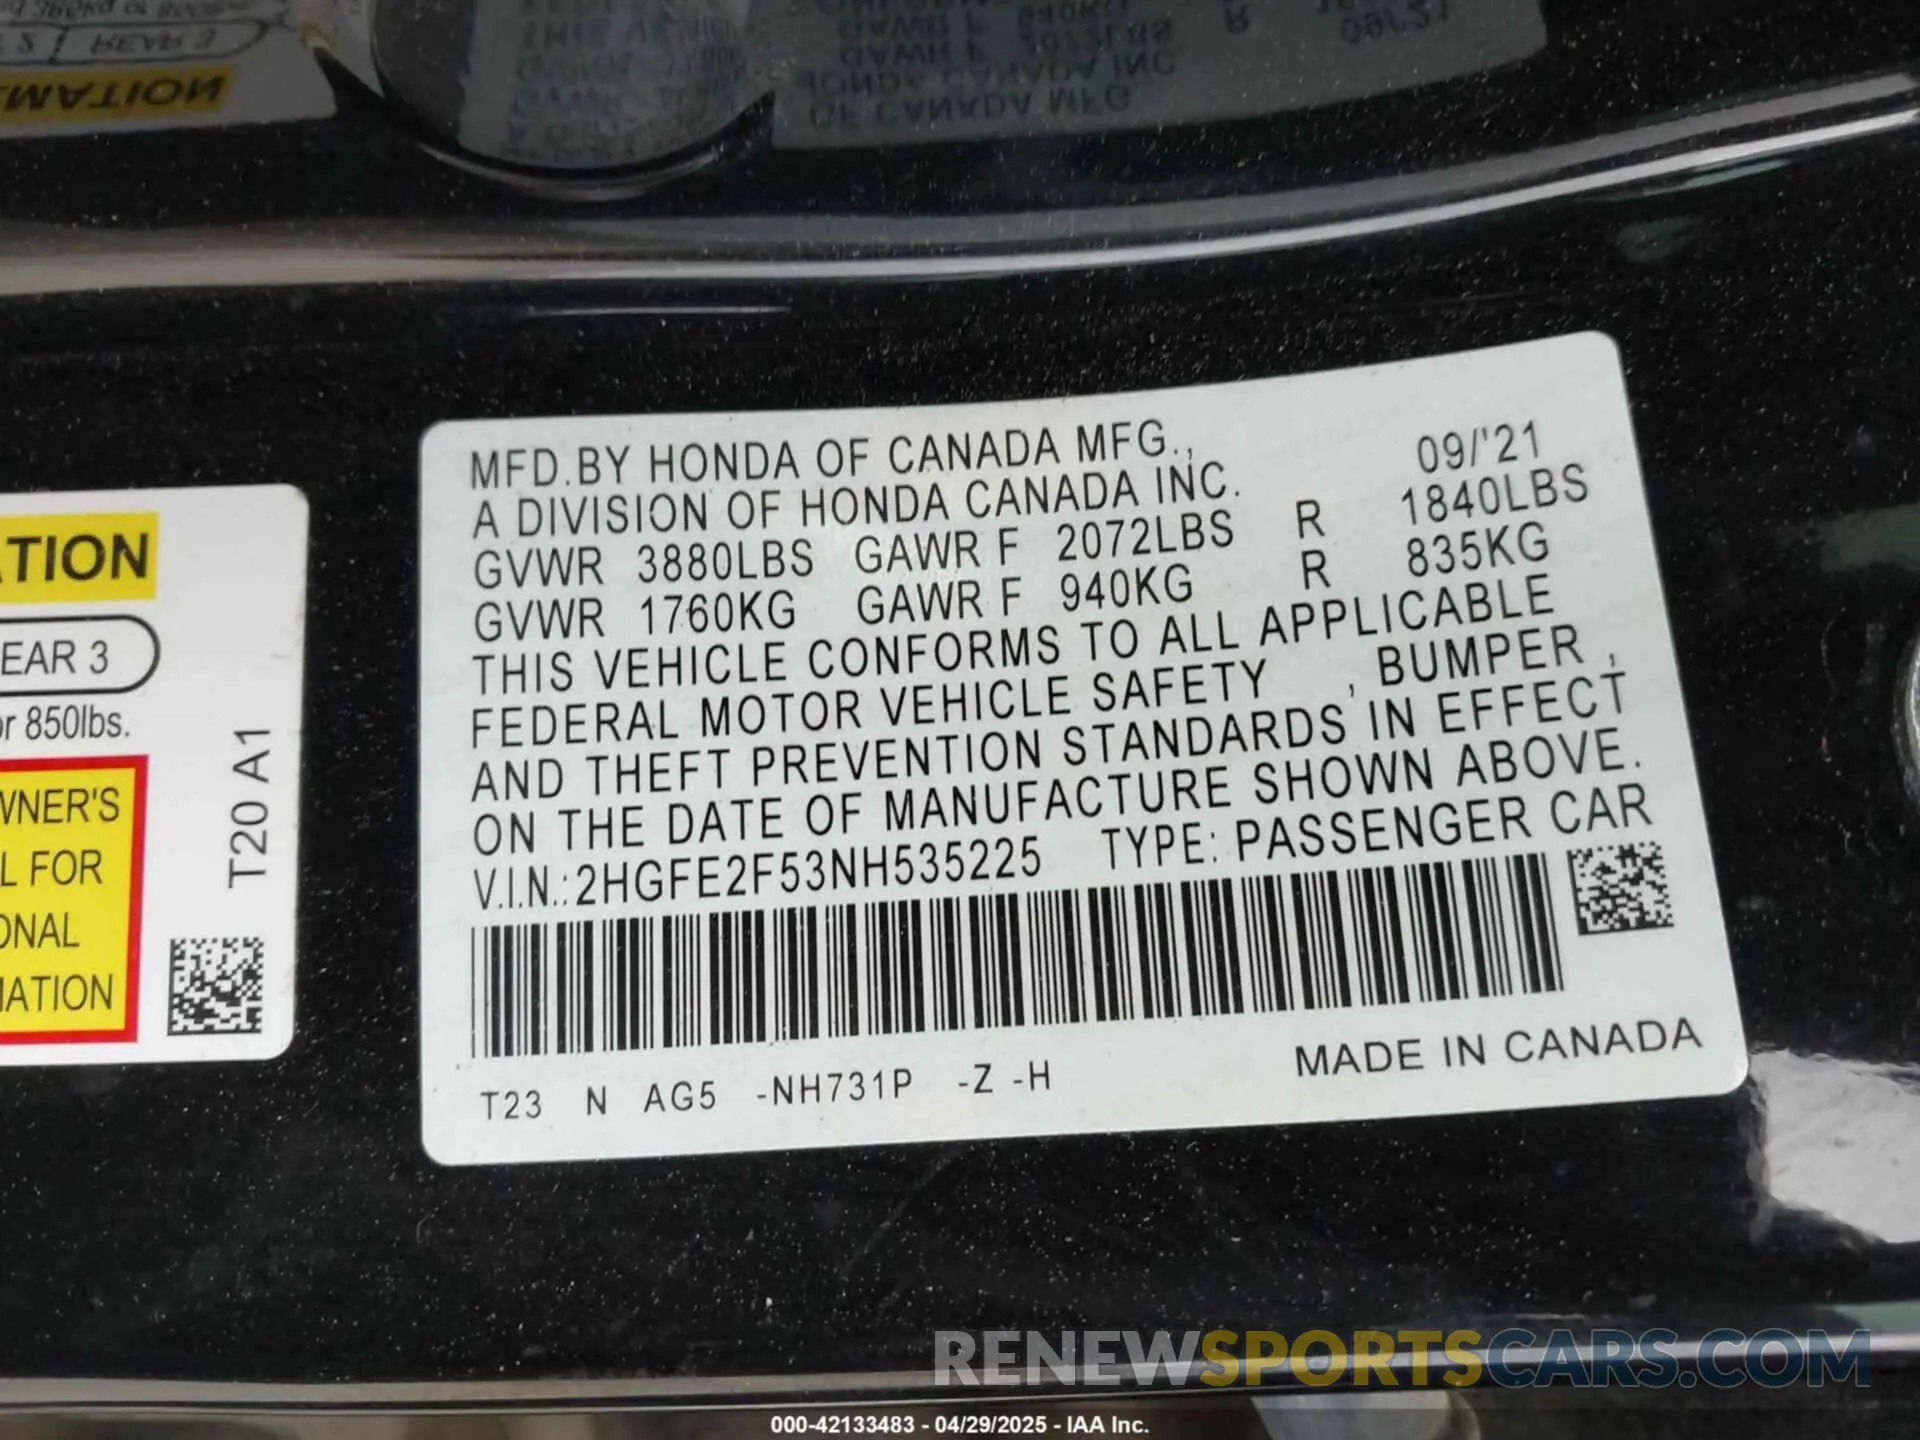 MFD.BY HONDA OF CANADA MFG., 09/'21
A DIVISION OF HONDA CANADA INC.
GVWR 3880LBS GAWR F 2072LBS R 1840LBS
GVWR 1760KG GAWR F 940KG R 835KG
THIS VEHICLE CONFORMS TO ALL APPLICABLE
FEDERAL MOTOR VEHICLE SAFETY , BUMPER ,
AND THEFT PREVENTION STANDARDS IN EFFECT
ON THE DATE OF MANUFACTURE SHOWN ABOVE.
V.I.N.:2HGFE2F53NH535225 TYPE: PASSENGER CAR
T23 N AG5 -NH731P -Z -H
MADE IN CANADA
ATION
EAR 3
or 850lbs.
WNER'S
L FOR
ONAL
MATION
T20 A1
RENEWSPORTSCARS.COM
000-42133483 - 04/29/2025 - IAA Inc.